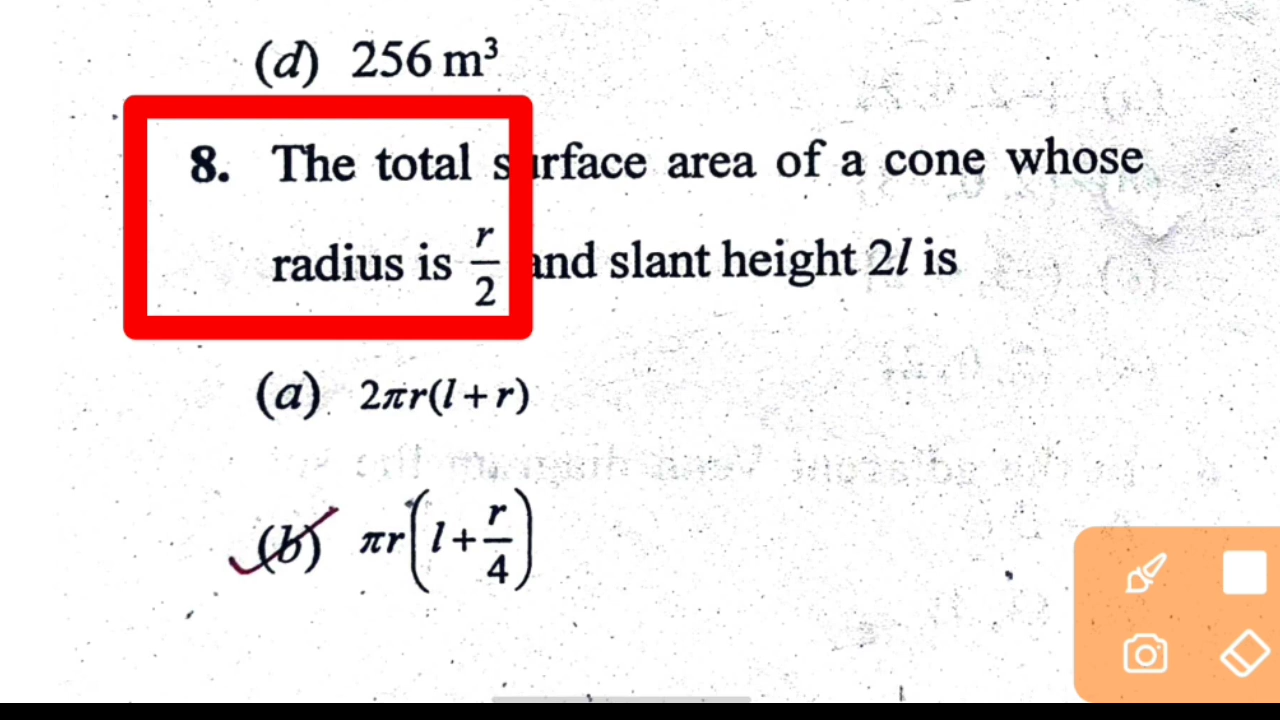 (d) 256 m³
8. The total surface area of a cone whose
radius is r/2 and slant height 2l is
(a) 2πr(l+r)
(b) πr(l+r/4)